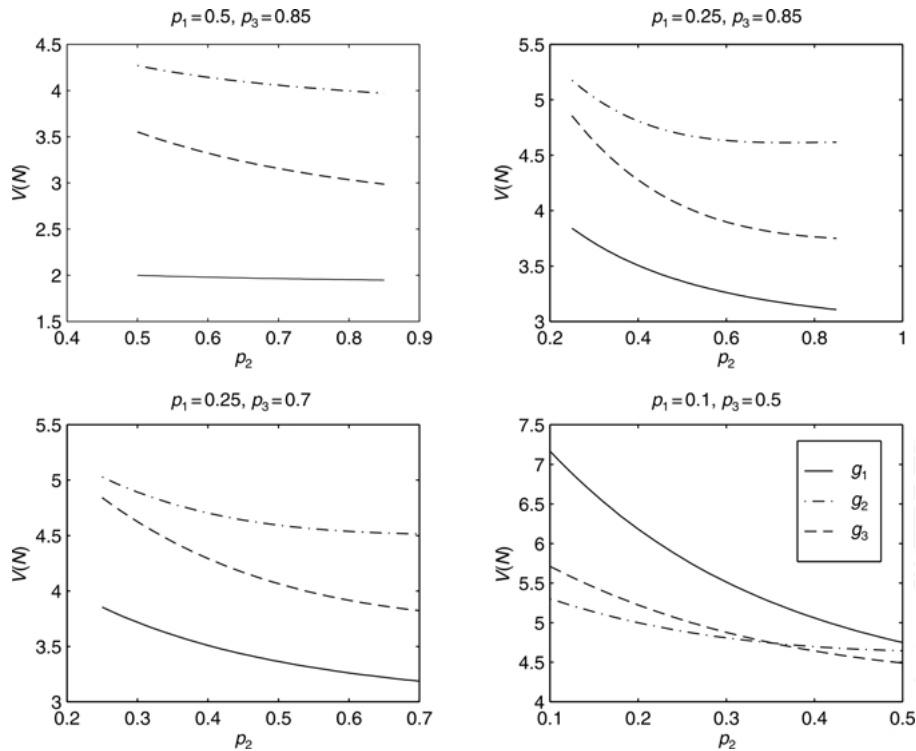 p1=0.5, p3=0.85
4.5
4
3.5
3
2.5
2
1.5
V(N)
0.4 0.5 0.6 0.7 0.8 0.9
p2
p1=0.25, p3=0.85
5.5
5
4.5
4
3.5
3
V(N)
0.2 0.4 0.6 0.8 1
p2
p1=0.25, p3=0.7
5.5
5
4.5
4
3.5
3
V(N)
0.2 0.3 0.4 0.5 0.6 0.7
p2
p1=0.1, p3=0.5
7.5
7
6.5
6
5.5
5
4.5
4
V(N)
g1
g2
g3
0.1 0.2 0.3 0.4 0.5
p2